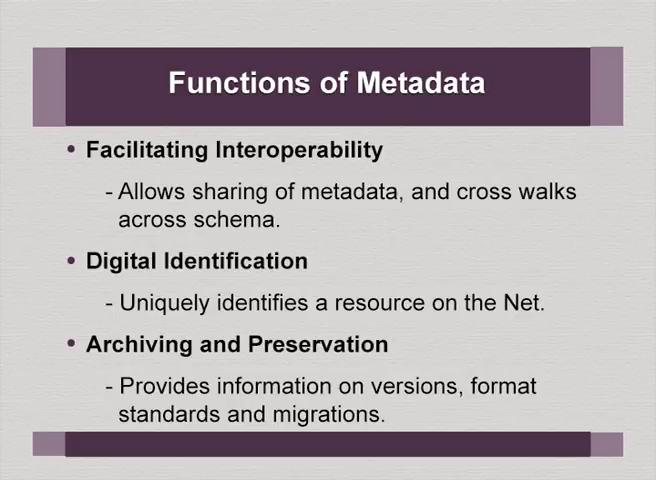 Functions of Metadata
• Facilitating Interoperability
- Allows sharing of metadata, and cross walks
across schema.
• Digital Identification
- Uniquely identifies a resource on the Net.
• Archiving and Preservation
- Provides information on versions, format
standards and migrations.